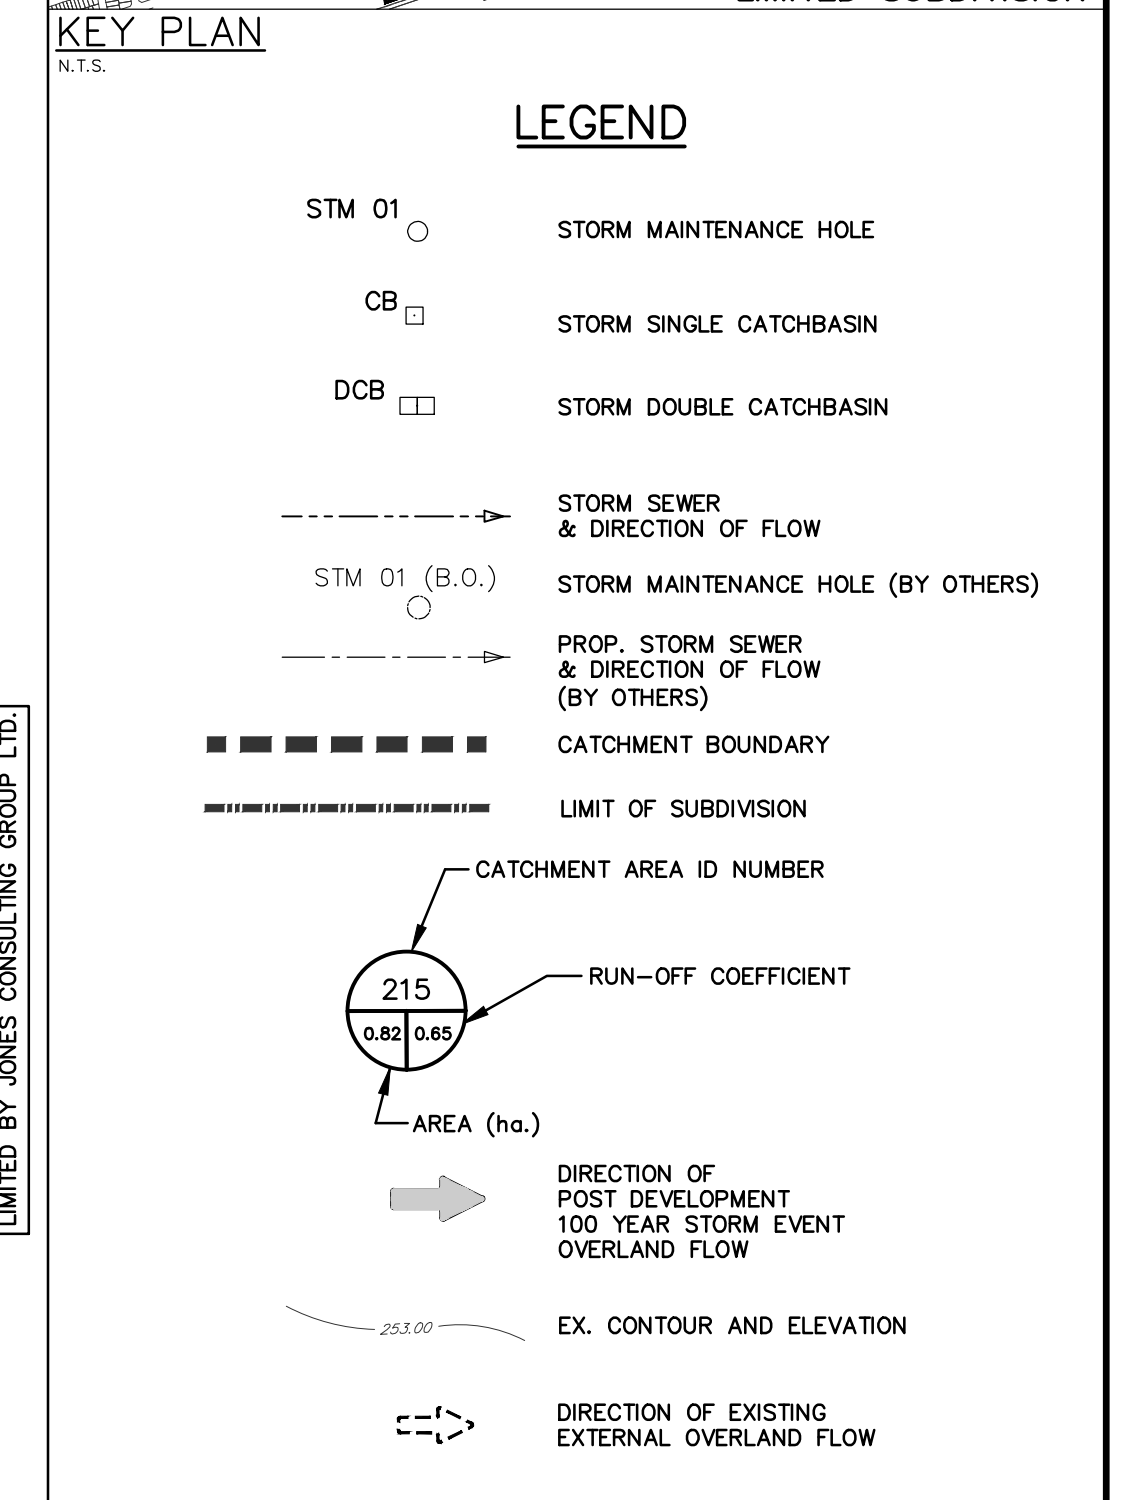 LIMITED SUBDIVISION
KEY PLAN
N.T.S.
LEGEND
STM 01
STORM MAINTENANCE HOLE
CB
STORM SINGLE CATCHBASIN
DCB
STORM DOUBLE CATCHBASIN
STORM SEWER
& DIRECTION OF FLOW
STM 01 (B.O.)
STORM MAINTENANCE HOLE (BY OTHERS)
PROP. STORM SEWER
& DIRECTION OF FLOW
(BY OTHERS)
CATCHMENT BOUNDARY
LIMIT OF SUBDIVISION
CATCHMENT AREA ID NUMBER
RUN-OFF COEFFICIENT
215
0.82 0.65
AREA (ha.)
DIRECTION OF
POST DEVELOPMENT
100 YEAR STORM EVENT
OVERLAND FLOW
253.00
EX. CONTOUR AND ELEVATION
DIRECTION OF EXISTING
EXTERNAL OVERLAND FLOW
LIMITED BY JONES CONSULTING GROUP LTD.